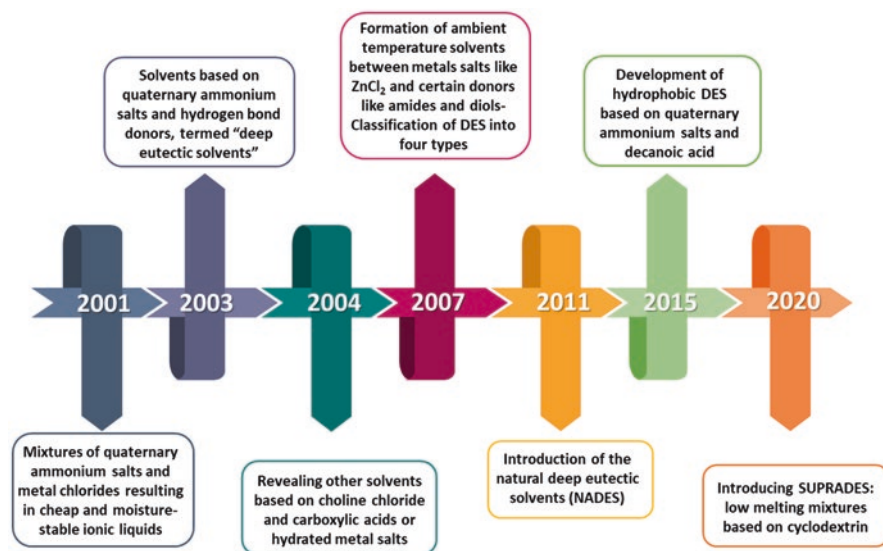 Solvents based on
quaternary ammonium
salts and hydrogen bond
donors, termed “deep
eutectic solvents”
Formation of ambient
temperature solvents
between metals salts like
ZnCl₂ and certain donors
like amides and diols-
Classification of DES into
four types
Development of
hydrophobic DES
based on quaternary
ammonium salts and
decanoic acid
2001
2003
2004
2007
2011
2015
2020
Mixtures of quaternary
ammonium salts and
metal chlorides resulting
in cheap and moisture-
stable ionic liquids
Revealing other solvents
based on choline chloride
and carboxylic acids or
hydrated metal salts
Introduction of the
natural deep eutectic
solvents (NADES)
Introducing SUPRADES:
low melting mixtures
based on cyclodextrin